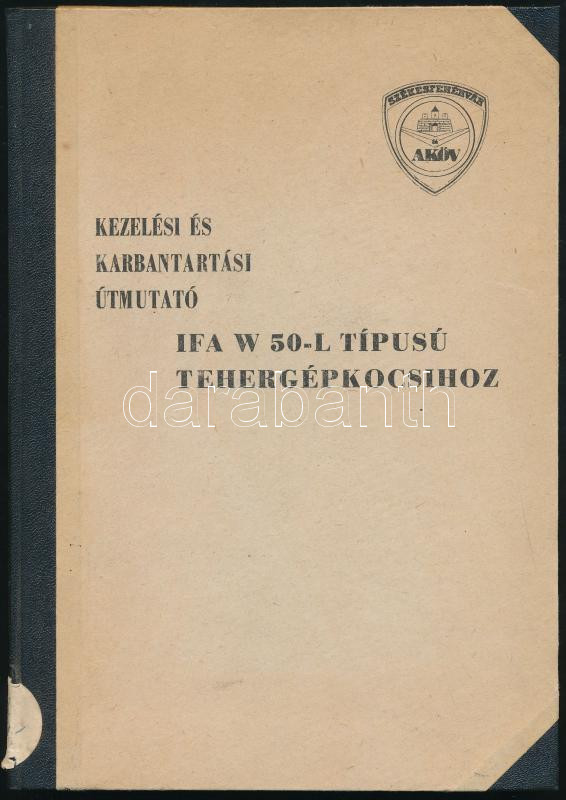 SZÉKESFEHÉRVÁR
AKÖV
KEZELÉSI ÉS
KARBANTARTÁSI
ÚTMUTATÓ
IFA W 50-L TÍPUSÚ
TEHERGÉPKOCSIHOZ
darabanth